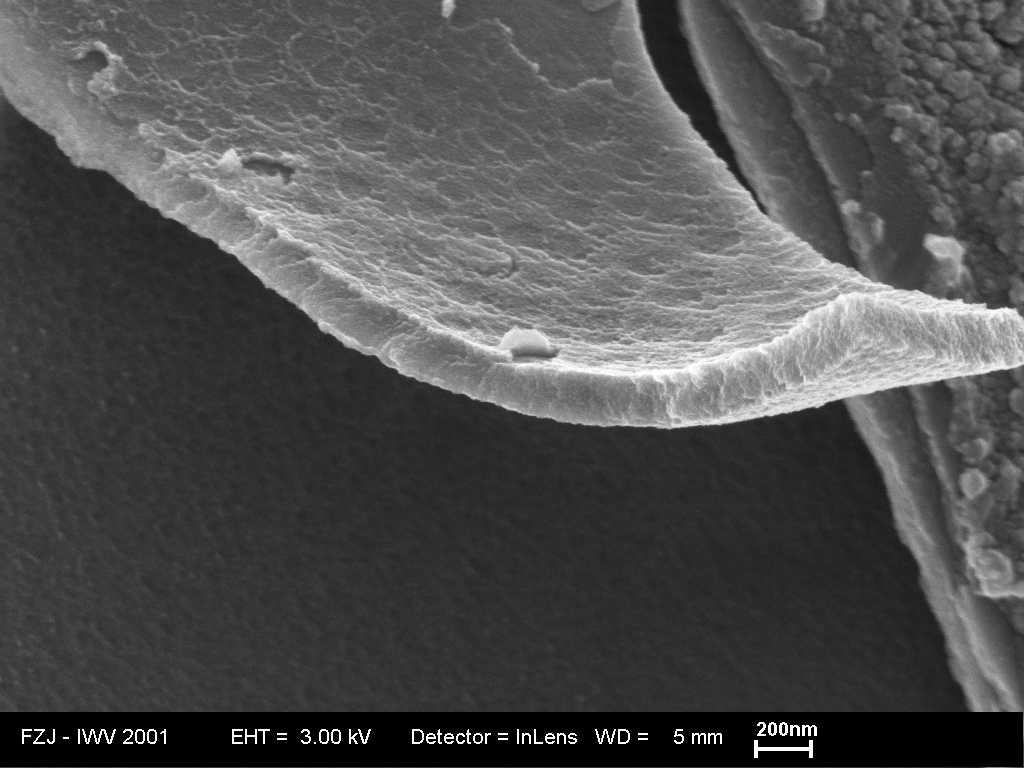 FZJ - IWV 2001 EHT = 3.00 kV Detector = InLens WD = 5 mm 200nm